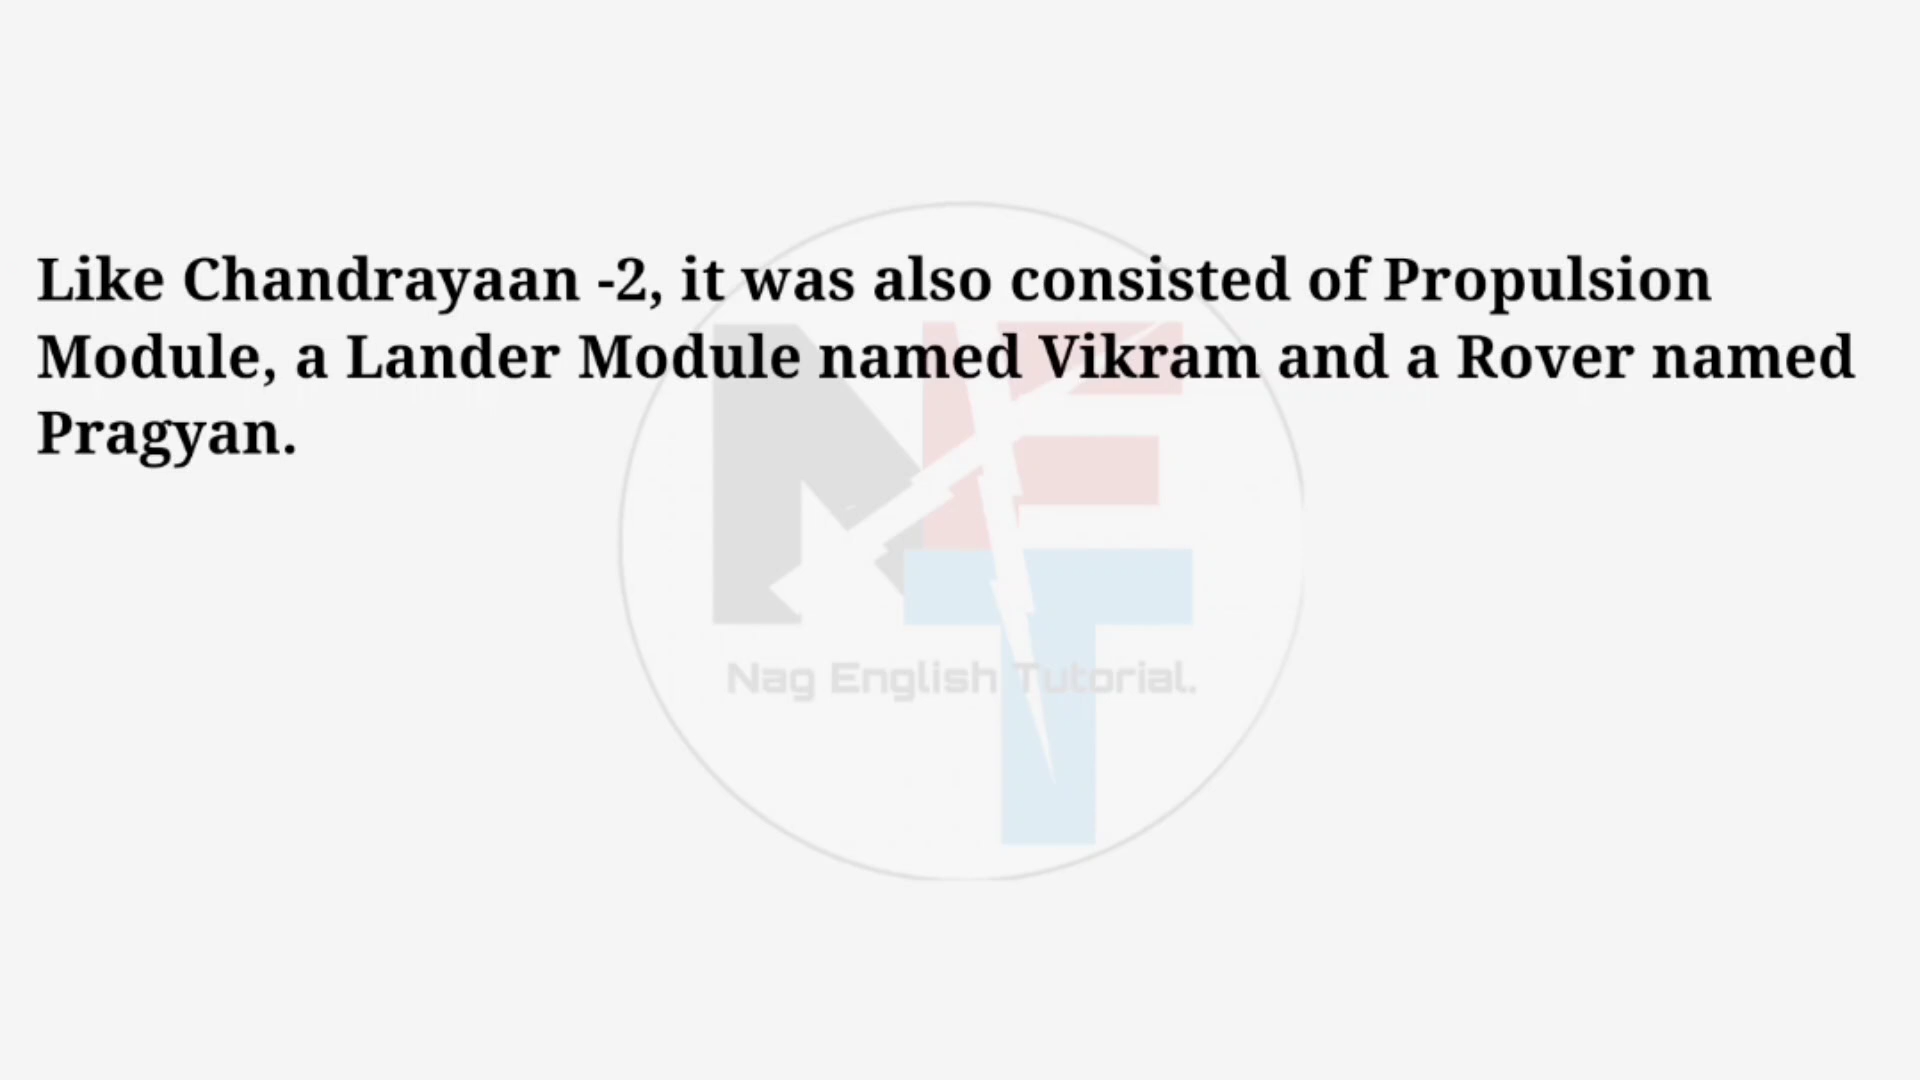 Like Chandrayaan -2, it was also consisted of Propulsion
Module, a Lander Module named Vikram and a Rover named
Pragyan.
NET
Nag English Tutorial.